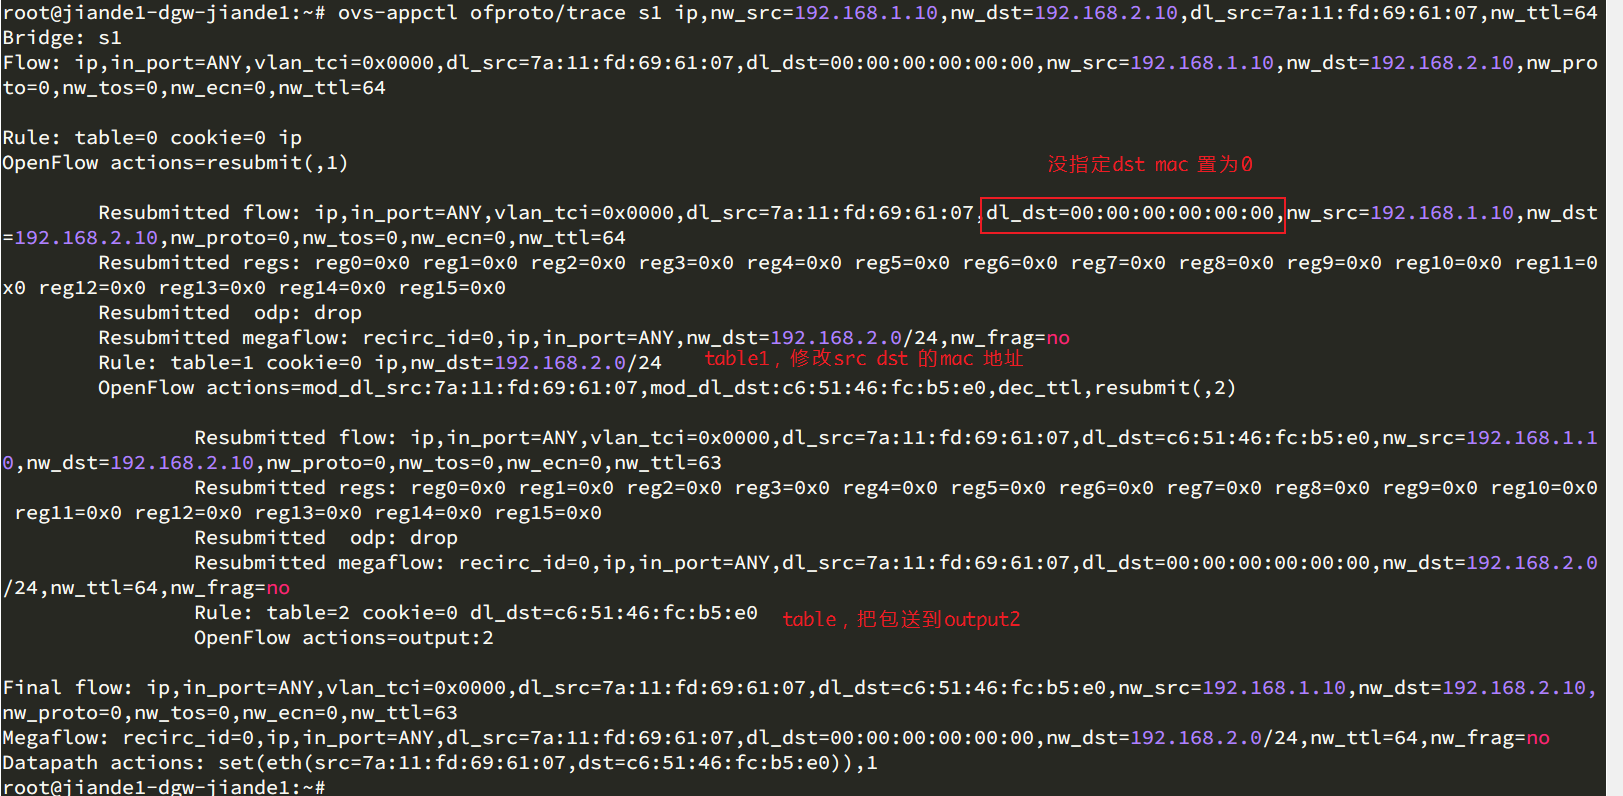 root@jiande1-dgw-jiande1:~# ovs-appctl ofproto/trace s1 ip,nw_src=192.168.1.10,nw_dst=192.168.2.10,dl_src=7a:11:fd:69:61:07,nw_ttl=64
Bridge: s1
Flow: ip,in_port=ANY,vlan_tci=0x0000,dl_src=7a:11:fd:69:61:07,dl_dst=00:00:00:00:00:00,nw_src=192.168.1.10,nw_dst=192.168.2.10,nw_pro
to=0,nw_tos=0,nw_ecn=0,nw_ttl=64
Rule: table=0 cookie=0 ip
OpenFlow actions=resubmit(,1)
没指定dst mac 置为0
Resubmitted flow: ip,in_port=ANY,vlan_tci=0x0000,dl_src=7a:11:fd:69:61:07,dl_dst=00:00:00:00:00:00,nw_src=192.168.1.10,nw_dst
=192.168.2.10,nw_proto=0,nw_tos=0,nw_ecn=0,nw_ttl=64
Resubmitted regs: reg0=0x0 reg1=0x0 reg2=0x0 reg3=0x0 reg4=0x0 reg5=0x0 reg6=0x0 reg7=0x0 reg8=0x0 reg9=0x0 reg10=0x0 reg11=0
x0 reg12=0x0 reg13=0x0 reg14=0x0 reg15=0x0
Resubmitted  odp: drop
Resubmitted megaflow: recirc_id=0,ip,in_port=ANY,nw_dst=192.168.2.0/24,nw_frag=no
Rule: table=1 cookie=0 ip,nw_dst=192.168.2.0/24
table1，修改src dst 的mac 地址
OpenFlow actions=mod_dl_src:7a:11:fd:69:61:07,mod_dl_dst:c6:51:46:fc:b5:e0,dec_ttl,resubmit(,2)
Resubmitted flow: ip,in_port=ANY,vlan_tci=0x0000,dl_src=7a:11:fd:69:61:07,dl_dst=c6:51:46:fc:b5:e0,nw_src=192.168.1.1
0,nw_dst=192.168.2.10,nw_proto=0,nw_tos=0,nw_ecn=0,nw_ttl=63
Resubmitted regs: reg0=0x0 reg1=0x0 reg2=0x0 reg3=0x0 reg4=0x0 reg5=0x0 reg6=0x0 reg7=0x0 reg8=0x0 reg9=0x0 reg10=0x0
reg11=0x0 reg12=0x0 reg13=0x0 reg14=0x0 reg15=0x0
Resubmitted  odp: drop
Resubmitted megaflow: recirc_id=0,ip,in_port=ANY,dl_src=7a:11:fd:69:61:07,dl_dst=00:00:00:00:00:00,nw_dst=192.168.2.0
/24,nw_ttl=64,nw_frag=no
Rule: table=2 cookie=0 dl_dst=c6:51:46:fc:b5:e0
table，把包送到output2
OpenFlow actions=output:2
Final flow: ip,in_port=ANY,vlan_tci=0x0000,dl_src=7a:11:fd:69:61:07,dl_dst=c6:51:46:fc:b5:e0,nw_src=192.168.1.10,nw_dst=192.168.2.10,
nw_proto=0,nw_tos=0,nw_ecn=0,nw_ttl=63
Megaflow: recirc_id=0,ip,in_port=ANY,dl_src=7a:11:fd:69:61:07,dl_dst=00:00:00:00:00:00,nw_dst=192.168.2.0/24,nw_ttl=64,nw_frag=no
Datapath actions: set(eth(src=7a:11:fd:69:61:07,dst=c6:51:46:fc:b5:e0)),1
root@jiande1-dgw-jiande1:~#